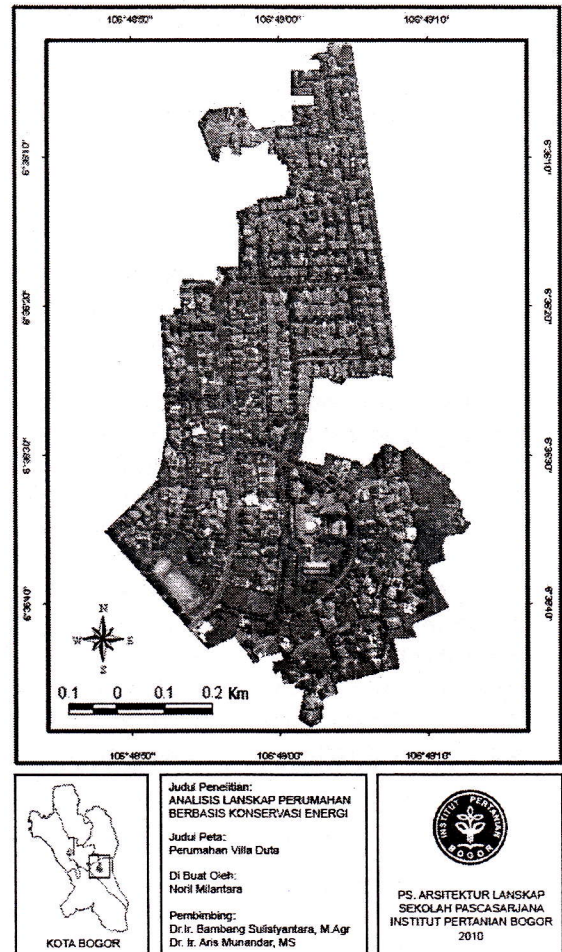 106°48'50" 106°49'00" 106°49'10"
6°36'10" 6°36'10"
6°36'20" 6°36'20"
6°36'30" 6°36'30"
6°36'40" 6°36'40"
N
W E
S
0.1 0 0.1 0.2 Km
106°48'50" 106°49'00" 106°49'10"
KOTA BOGOR
Judul Penelitian:
ANALISIS LANSKAP PERUMAHAN
BERBASIS KONSERVASI ENERGI
Judul Peta:
Perumahan Villa Duta
Di Buat Oleh:
Noril Milantara
Pembimbing:
Dr.Ir. Bambang Sulistyantara, M.Agr
Dr. Ir. Aris Munandar, MS
INSTITUT PERTANIAN
BOGOR
PS. ARSITEKTUR LANSKAP
SEKOLAH PASCASARJANA
INSTITUT PERTANIAN BOGOR
2010